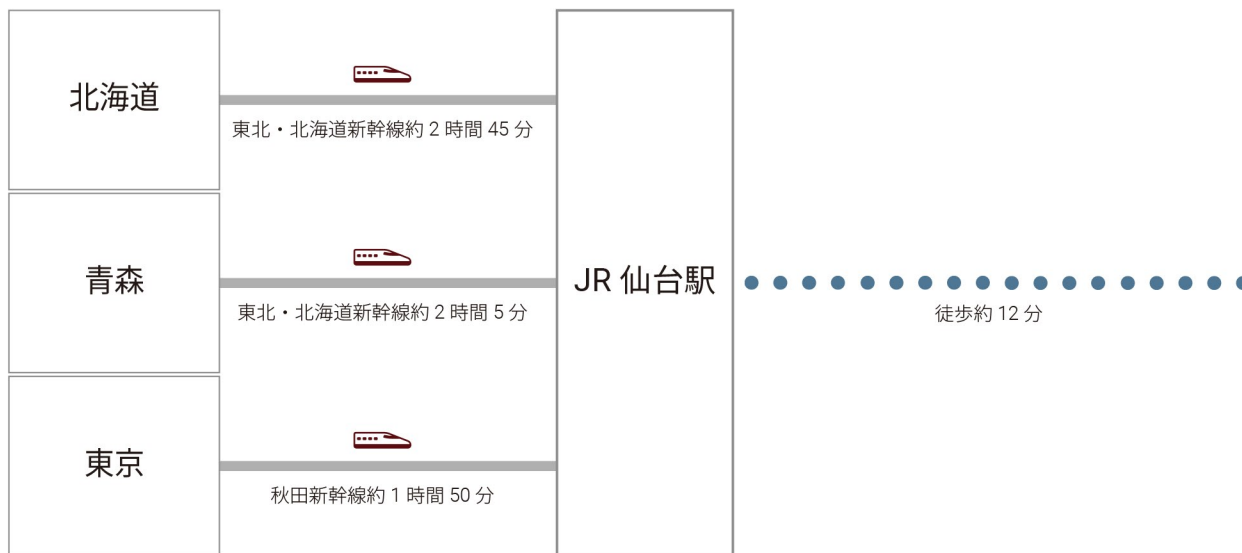 北海道
東北・北海道新幹線約 2 時間 45 分
青森
東北・北海道新幹線約 2 時間 5 分
JR 仙台駅
徒歩約 12 分
東京
秋田新幹線約 1 時間 50 分